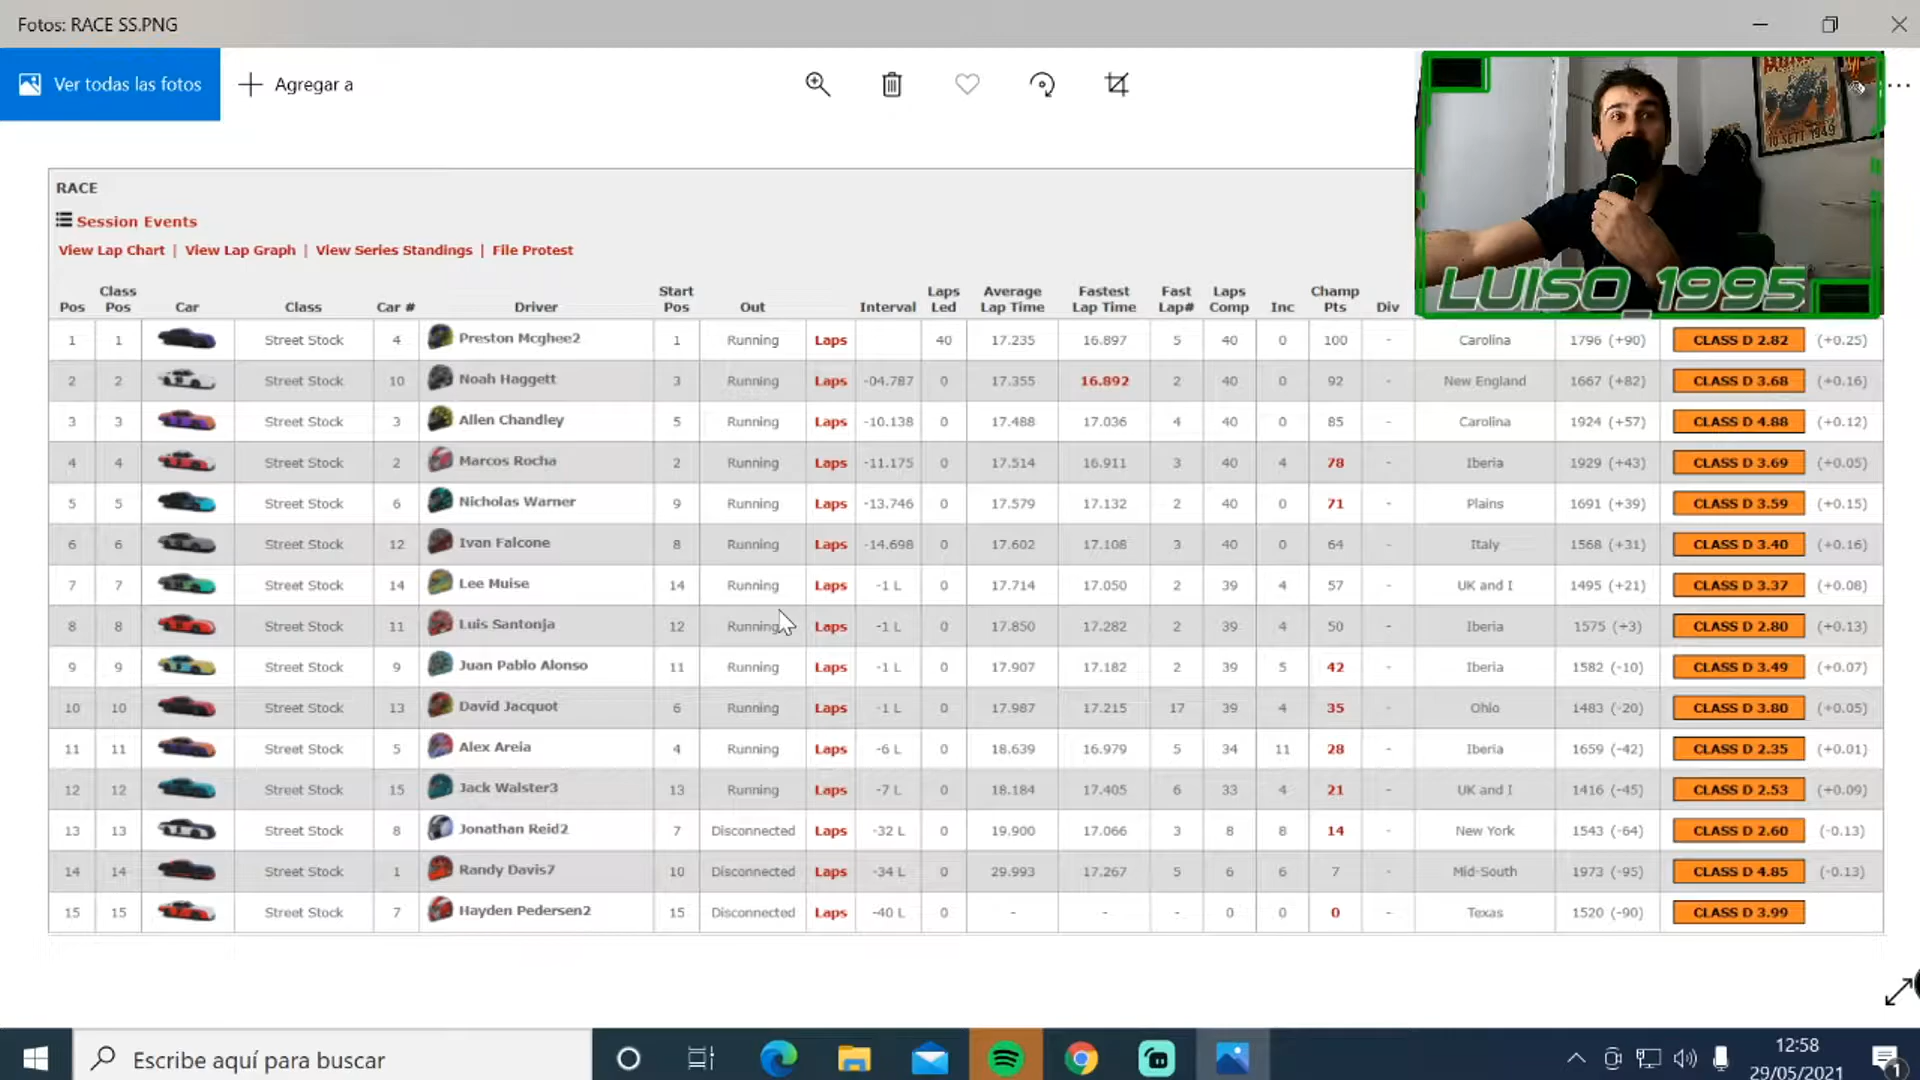 Fotos: RACE SS.PNG
Ver todas las fotos
Agregar a
10 SETT 1949
LUISO_1995
RACE
Session Events
View Lap Chart | View Lap Graph | View Series Standings | File Protest
Pos Class Pos Car Class Car # Driver Start Pos Out Interval Laps Led Average Lap Time Fastest Lap Time Fast Lap# Laps Comp Inc Champ Pts Div
1 1 Street Stock 4 Preston Mcghee2 1 Running Laps 40 17.235 16.897 5 40 0 100 - Carolina 1796 (+90) CLASS D 2.82 (+0.25)
2 2 Street Stock 10 Noah Haggett 3 Running Laps -04.787 0 17.355 16.892 2 40 0 92 - New England 1667 (+82) CLASS D 3.68 (+0.16)
3 3 Street Stock 3 Allen Chandley 5 Running Laps -10.138 0 17.488 17.036 4 40 0 85 - Carolina 1924 (+57) CLASS D 4.88 (+0.12)
4 4 Street Stock 2 Marcos Rocha 2 Running Laps -11.175 0 17.514 16.911 3 40 4 78 - Iberia 1929 (+43) CLASS D 3.69 (+0.05)
5 5 Street Stock 6 Nicholas Warner 9 Running Laps -13.746 0 17.579 17.132 2 40 0 71 - Plains 1691 (+39) CLASS D 3.59 (+0.15)
6 6 Street Stock 12 Ivan Falcone 8 Running Laps -14.698 0 17.602 17.108 3 40 0 64 - Italy 1568 (+31) CLASS D 3.40 (+0.16)
7 7 Street Stock 14 Lee Muise 14 Running Laps -1 L 0 17.714 17.050 2 39 4 57 - UK and I 1495 (+21) CLASS D 3.37 (+0.08)
8 8 Street Stock 11 Luis Santonja 12 Running Laps -1 L 0 17.850 17.282 2 39 4 50 - Iberia 1575 (+3) CLASS D 2.80 (+0.13)
9 9 Street Stock 9 Juan Pablo Alonso 11 Running Laps -1 L 0 17.907 17.182 2 39 5 42 - Iberia 1582 (-10) CLASS D 3.49 (+0.07)
10 10 Street Stock 13 David Jacquot 6 Running Laps -1 L 0 17.987 17.215 17 39 4 35 - Ohio 1483 (-20) CLASS D 3.80 (+0.05)
11 11 Street Stock 5 Alex Areia 4 Running Laps -6 L 0 18.639 16.979 5 34 11 28 - Iberia 1659 (-42) CLASS D 2.35 (+0.01)
12 12 Street Stock 15 Jack Walster3 13 Running Laps -7 L 0 18.184 17.405 6 33 4 21 - UK and I 1416 (-45) CLASS D 2.53 (+0.09)
13 13 Street Stock 8 Jonathan Reid2 7 Disconnected Laps -32 L 0 19.900 17.066 3 8 8 14 - New York 1543 (-64) CLASS D 2.60 (-0.13)
14 14 Street Stock 1 Randy Davis7 10 Disconnected Laps -34 L 0 29.993 17.267 5 6 6 7 - Mid-South 1973 (-95) CLASS D 4.85 (-0.13)
15 15 Street Stock 7 Hayden Pedersen2 15 Disconnected Laps -40 L 0 - - - 0 0 0 - Texas 1520 (-90) CLASS D 3.99
Escribe aquí para buscar
12:58
29/05/2021
1